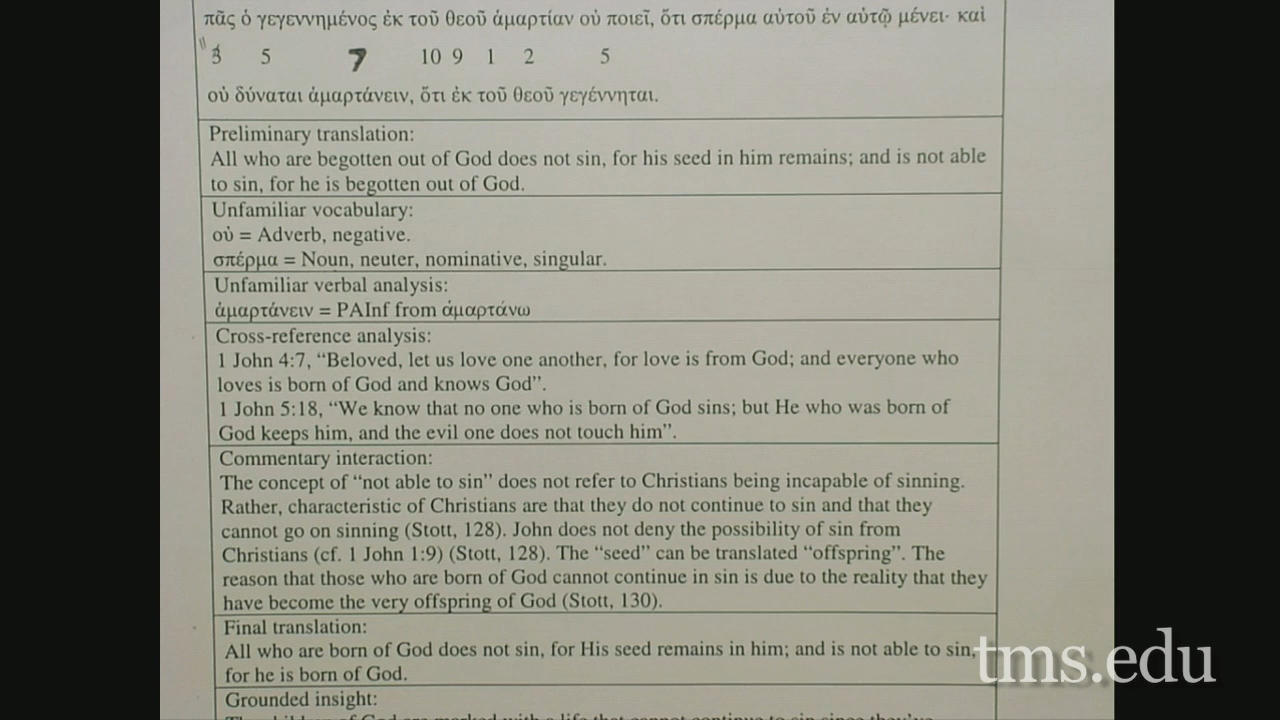 πᾶς ὁ γεγεννημένος ἐκ τοῦ θεοῦ ἁμαρτίαν οὐ ποιεῖ, ὅτι σπέρμα αὐτοῦ ἐν αὐτῷ μένει· καὶ
3 5 7 10 9 1 2 5
οὐ δύναται ἁμαρτάνειν, ὅτι ἐκ τοῦ θεοῦ γεγέννηται.
Preliminary translation:
All who are begotten out of God does not sin, for his seed in him remains; and is not able
to sin, for he is begotten out of God.
Unfamiliar vocabulary:
οὐ = Adverb, negative.
σπέρμα = Noun, neuter, nominative, singular.
Unfamiliar verbal analysis:
ἁμαρτάνειν = PAInf from ἁμαρτάνω
Cross-reference analysis:
1 John 4:7, “Beloved, let us love one another, for love is from God; and everyone who
loves is born of God and knows God”.
1 John 5:18, “We know that no one who is born of God sins; but He who was born of
God keeps him, and the evil one does not touch him”.
Commentary interaction:
The concept of “not able to sin” does not refer to Christians being incapable of sinning.
Rather, characteristic of Christians are that they do not continue to sin and that they
cannot go on sinning (Stott, 128). John does not deny the possibility of sin from
Christians (cf. 1 John 1:9) (Stott, 128). The “seed” can be translated “offspring”. The
reason that those who are born of God cannot continue in sin is due to the reality that they
have become the very offspring of God (Stott, 130).
Final translation:
All who are born of God does not sin, for His seed remains in him; and is not able to sin,
for he is born of God.
tms.edu
Grounded insight: